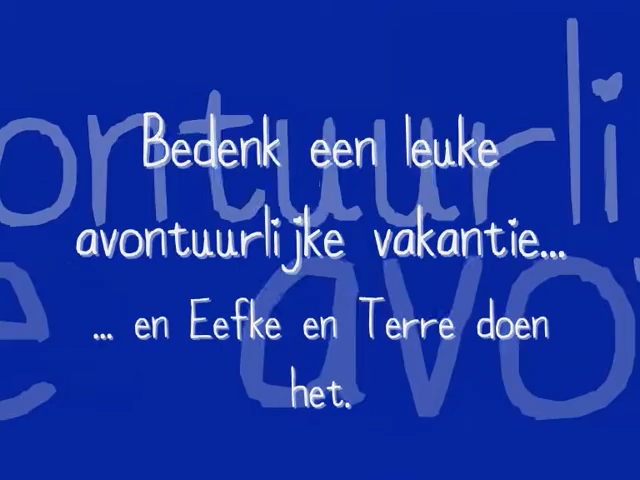 Bedenk een leuke
avontuurlijke vakantie...
... en Eefke en Terre doen
het.